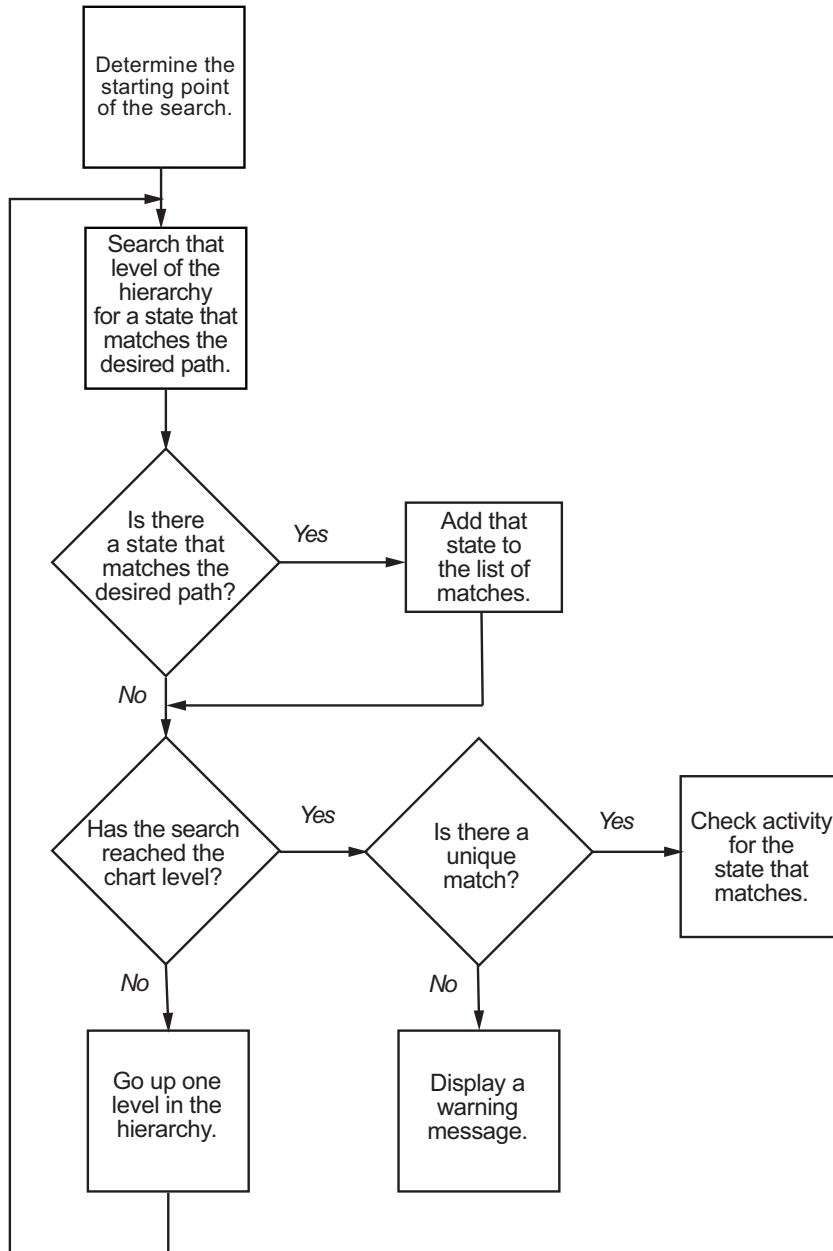 Determine the
starting point
of the search.
Search that
level of the
hierarchy
for a state that
matches the
desired path.
Is there
a state that
matches the
desired path?
Yes
Add that
state to
the list of
matches.
No
Has the search
reached the
chart level?
Yes
Is there a
unique
match?
Yes
Check activity
for the
state that
matches.
No
No
Go up one
level in the
hierarchy.
Display a
warning
message.